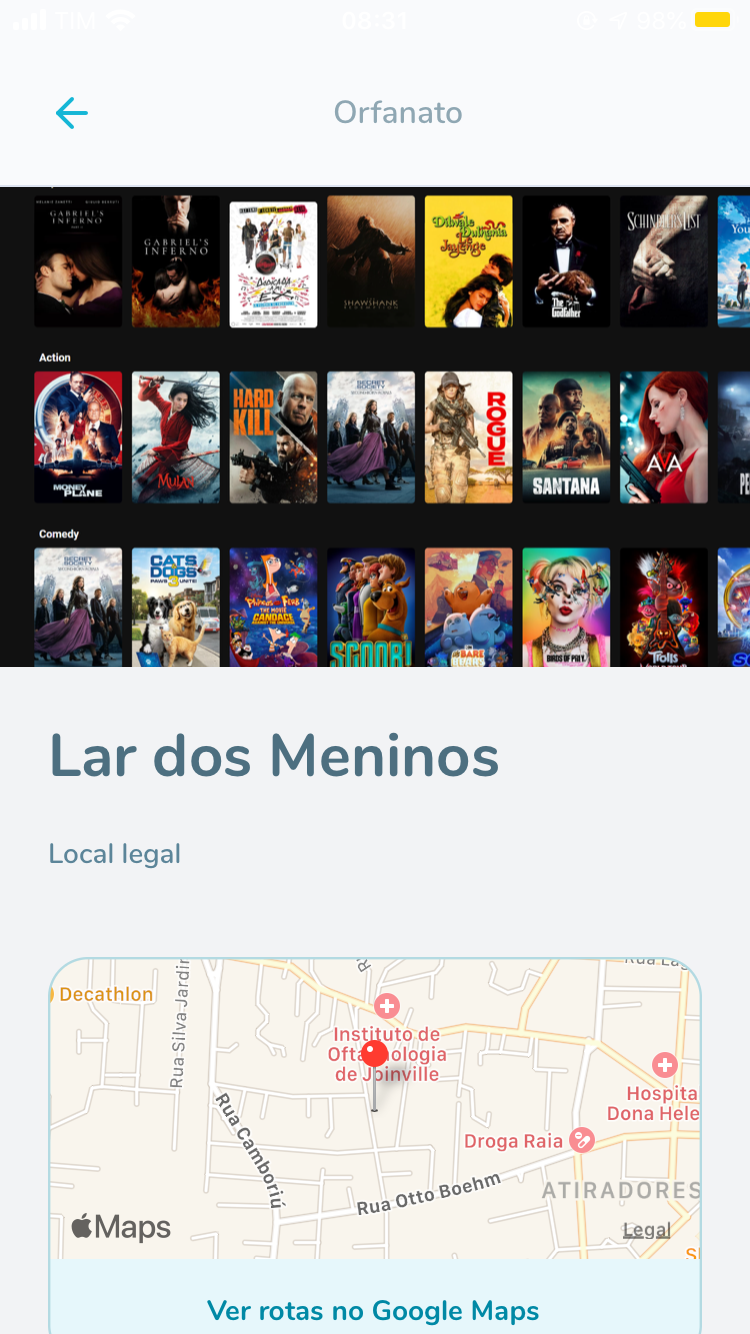 TIM 08:31 98%
Orfanato
GABRIEL'S
INFERNO
GABRIEL'S
INFERNO
SHAWSHANK
REDEMPTION
Dilwale
Dulhania
Jayenge
The
Godfather
SCHINDLER'S LIST
Action
MONEY
PLANE
MULAN
HARD
KILL
SECRET
SOCIETY
ROGUE
SANTANA
AVA
Comedy
SECRET
SOCIETY
CATS
DOGS
3
PAWS UNITE!
Phineas and Ferb
THE MOVIE
CANDACE
AGAINST THE UNIVERSE
SCOOB!
BARE
BEARS
BIRDS OF PREY
Trolls
Lar dos Meninos
Local legal
Decathlon
Rua Silva Jardin
Instituto de
Oftalmologia
de Joinville
Hospita
Dona Hele
Rua Camboriú
Droga Raia
Rua Otto Boehm
ATIRADORES
Maps
Legal
Ver rotas no Google Maps